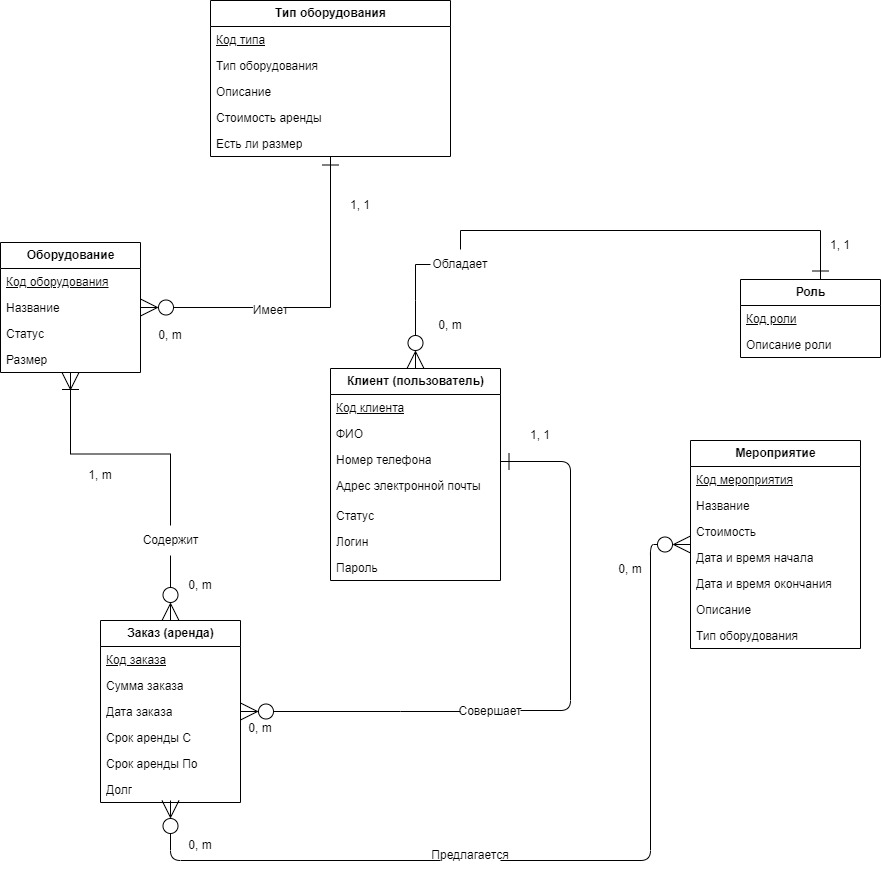 Тип оборудования
Код типа
Тип оборудования
Описание
Стоимость аренды
Есть ли размер
1, 1
Оборудование
Код оборудования
Название
Статус
Размер
Имеет
0, m
Обладает
1, 1
0, m
Роль
Код роли
Описание роли
Клиент (пользователь)
Код клиента
ФИО
Номер телефона
Адрес электронной почты
Статус
Логин
Пароль
1, 1
Мероприятие
Код мероприятия
Название
Стоимость
Дата и время начала
Дата и время окончания
Описание
Тип оборудования
0, m
1, m
Содержит
0, m
Заказ (аренда)
Код заказа
Сумма заказа
Дата заказа
Срок аренды С
Срок аренды По
Долг
0, m
Совершает
0, m
Предлагается